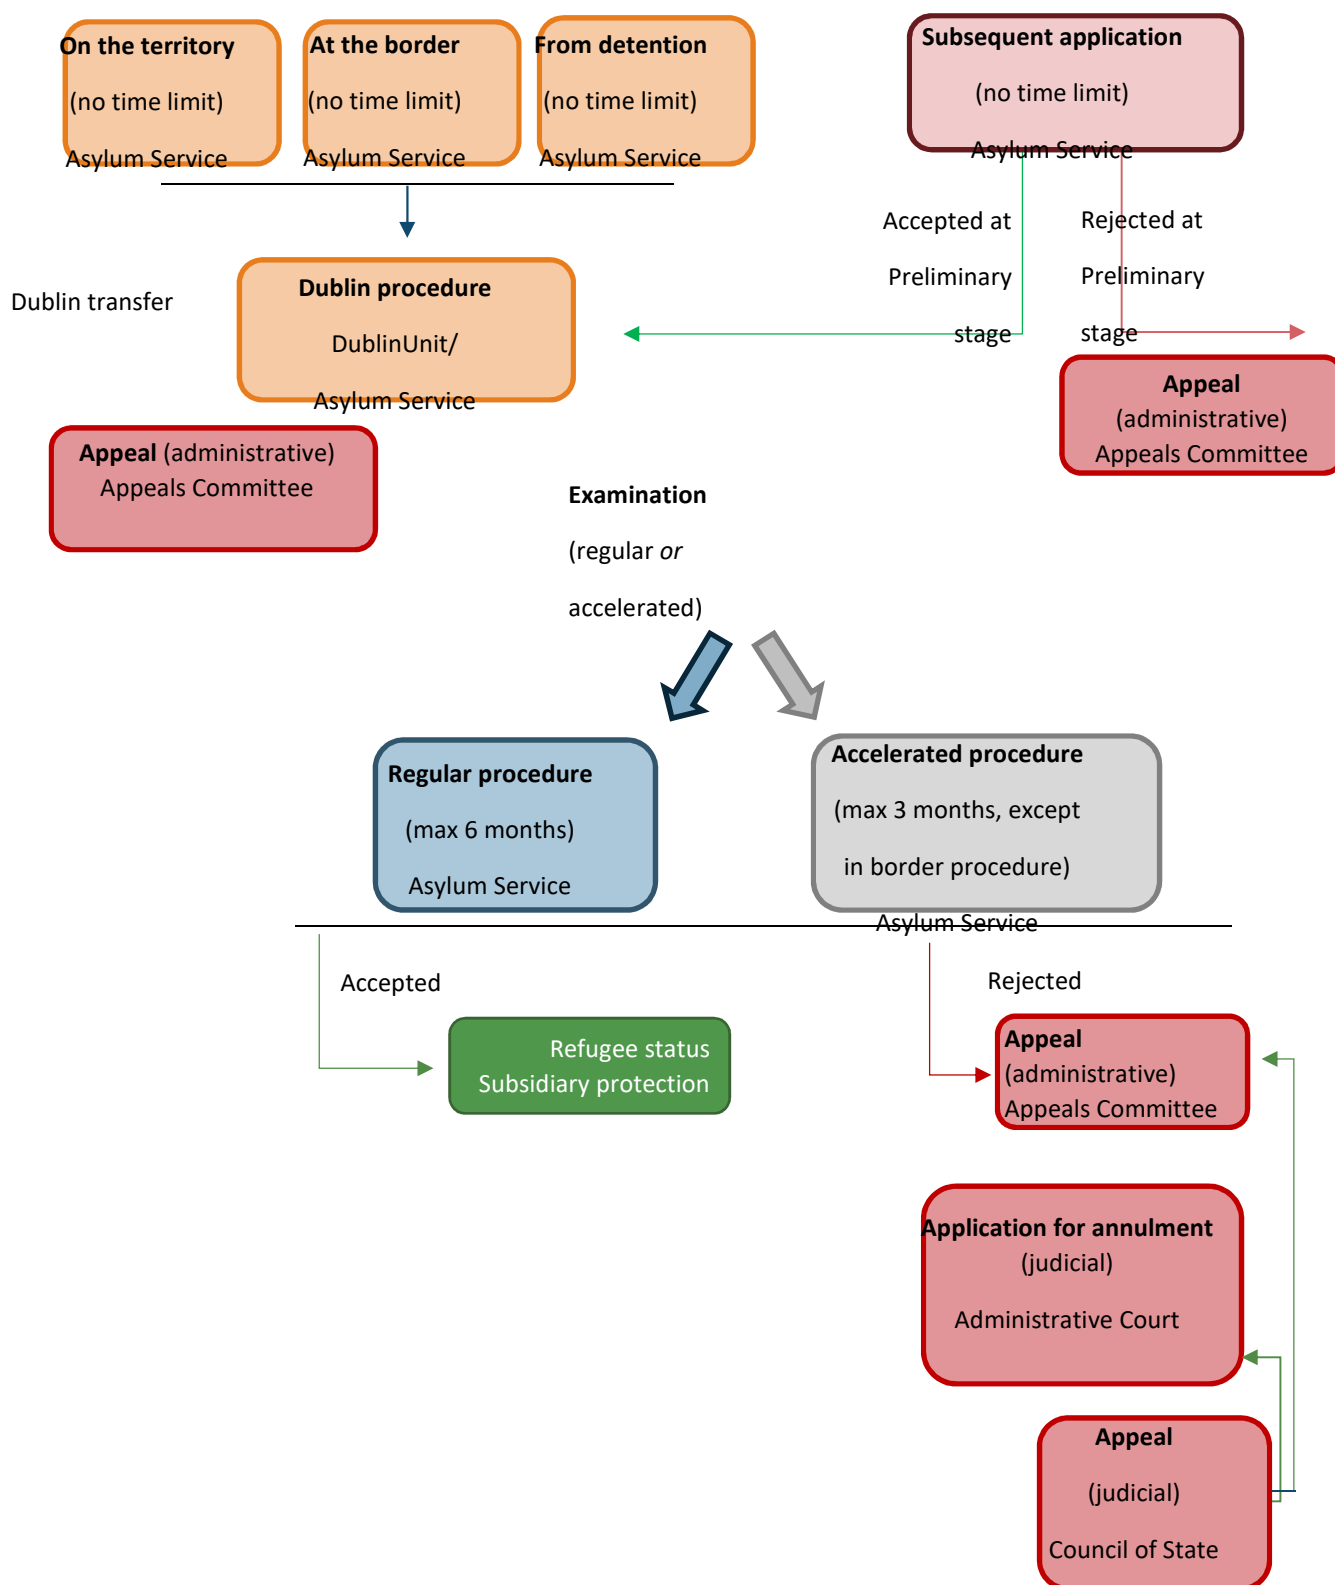 On the territory
(no time limit)
Asylum Service
At the border
(no time limit)
Asylum Service
From detention
(no time limit)
Asylum Service
Subsequent application
(no time limit)
Asylum Service
Accepted at
Preliminary
stage
Rejected at
Preliminary
stage
Dublin transfer
Dublin procedure
DublinUnit/
Asylum Service
Appeal
(administrative)
Appeals Committee
Appeal (administrative)
Appeals Committee
Examination
(regular or
accelerated)
Regular procedure
(max 6 months)
Asylum Service
Accelerated procedure
(max 3 months, except
in border procedure)
Asylum Service
Accepted
Rejected
Refugee status
Subsidiary protection
Appeal
(administrative)
Appeals Committee
Application for annulment
(judicial)
Administrative Court
Appeal
(judicial)
Council of State